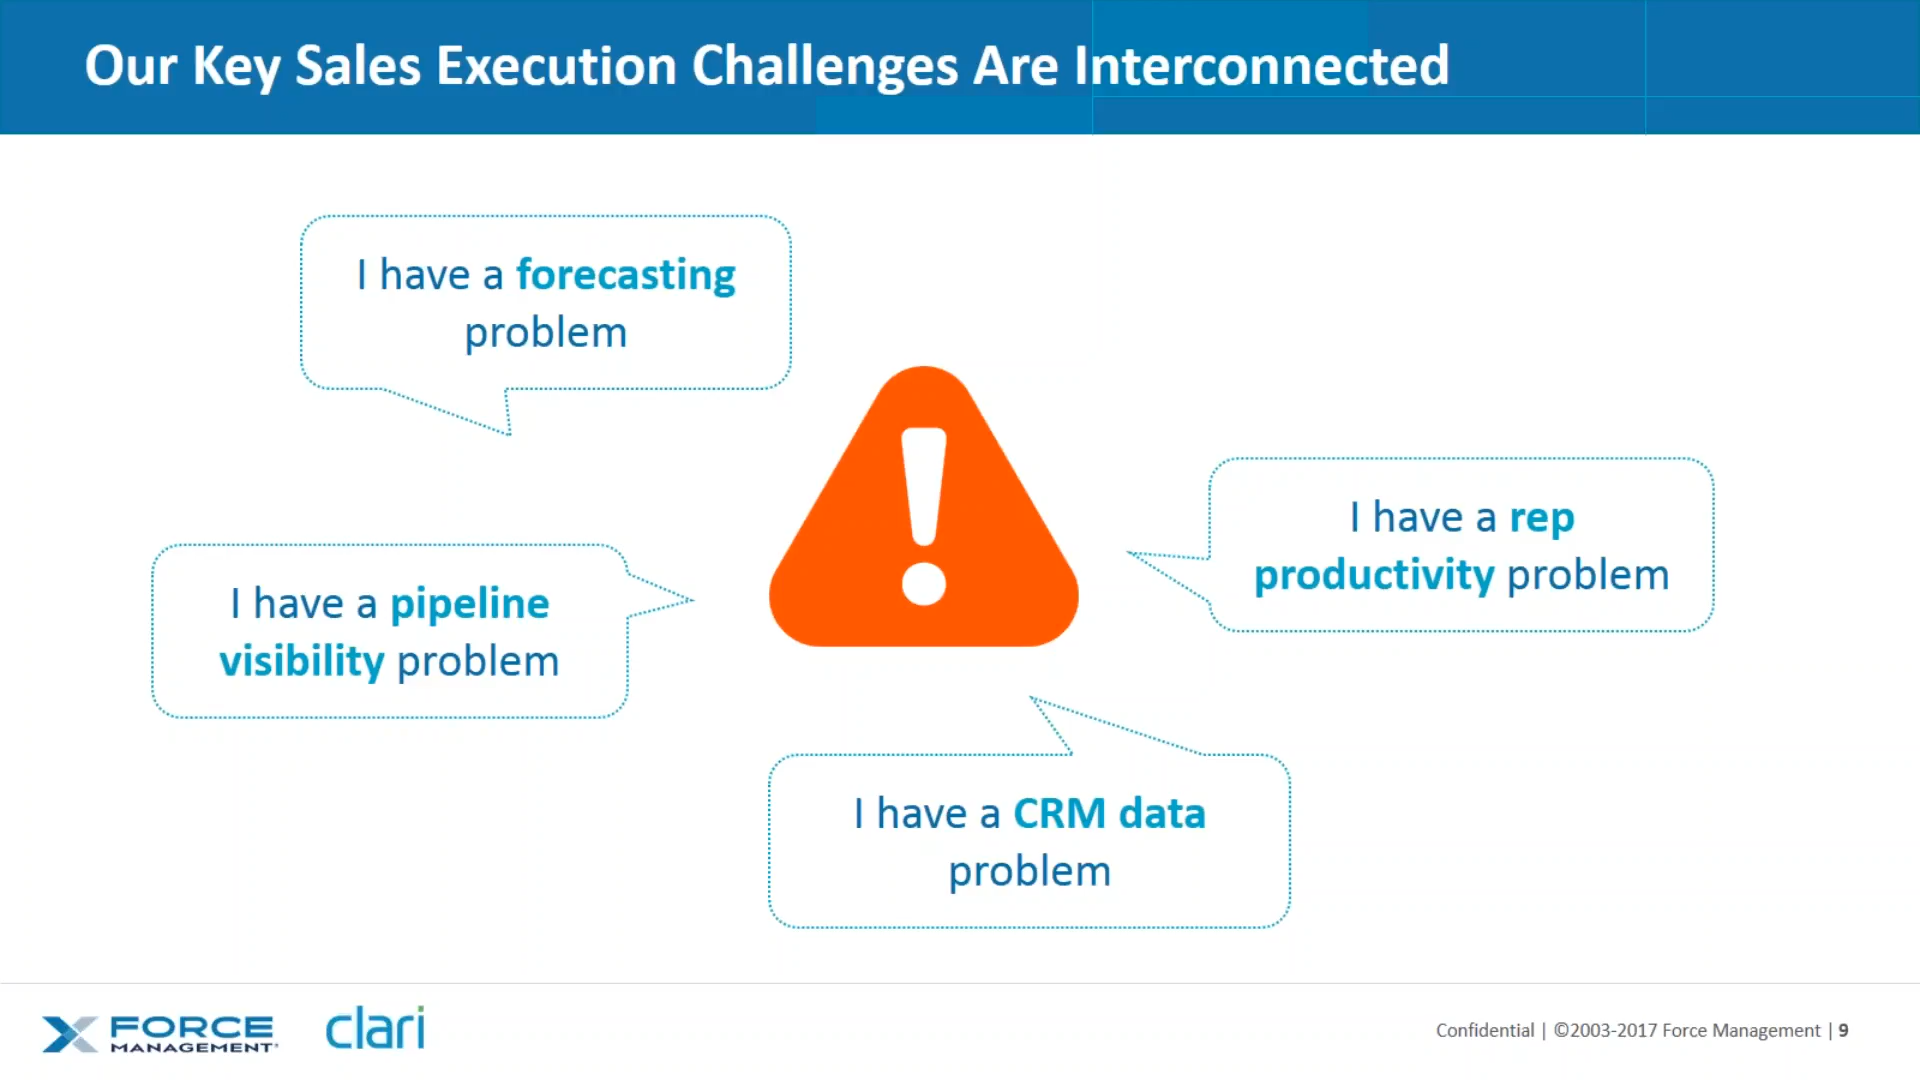 Our Key Sales Execution Challenges Are Interconnected
I have a forecasting
problem
I have a rep
productivity problem
I have a pipeline
visibility problem
I have a CRM data
problem
FORCE
MANAGEMENT
clari
Confidential | ©2003-2017 Force Management | 9